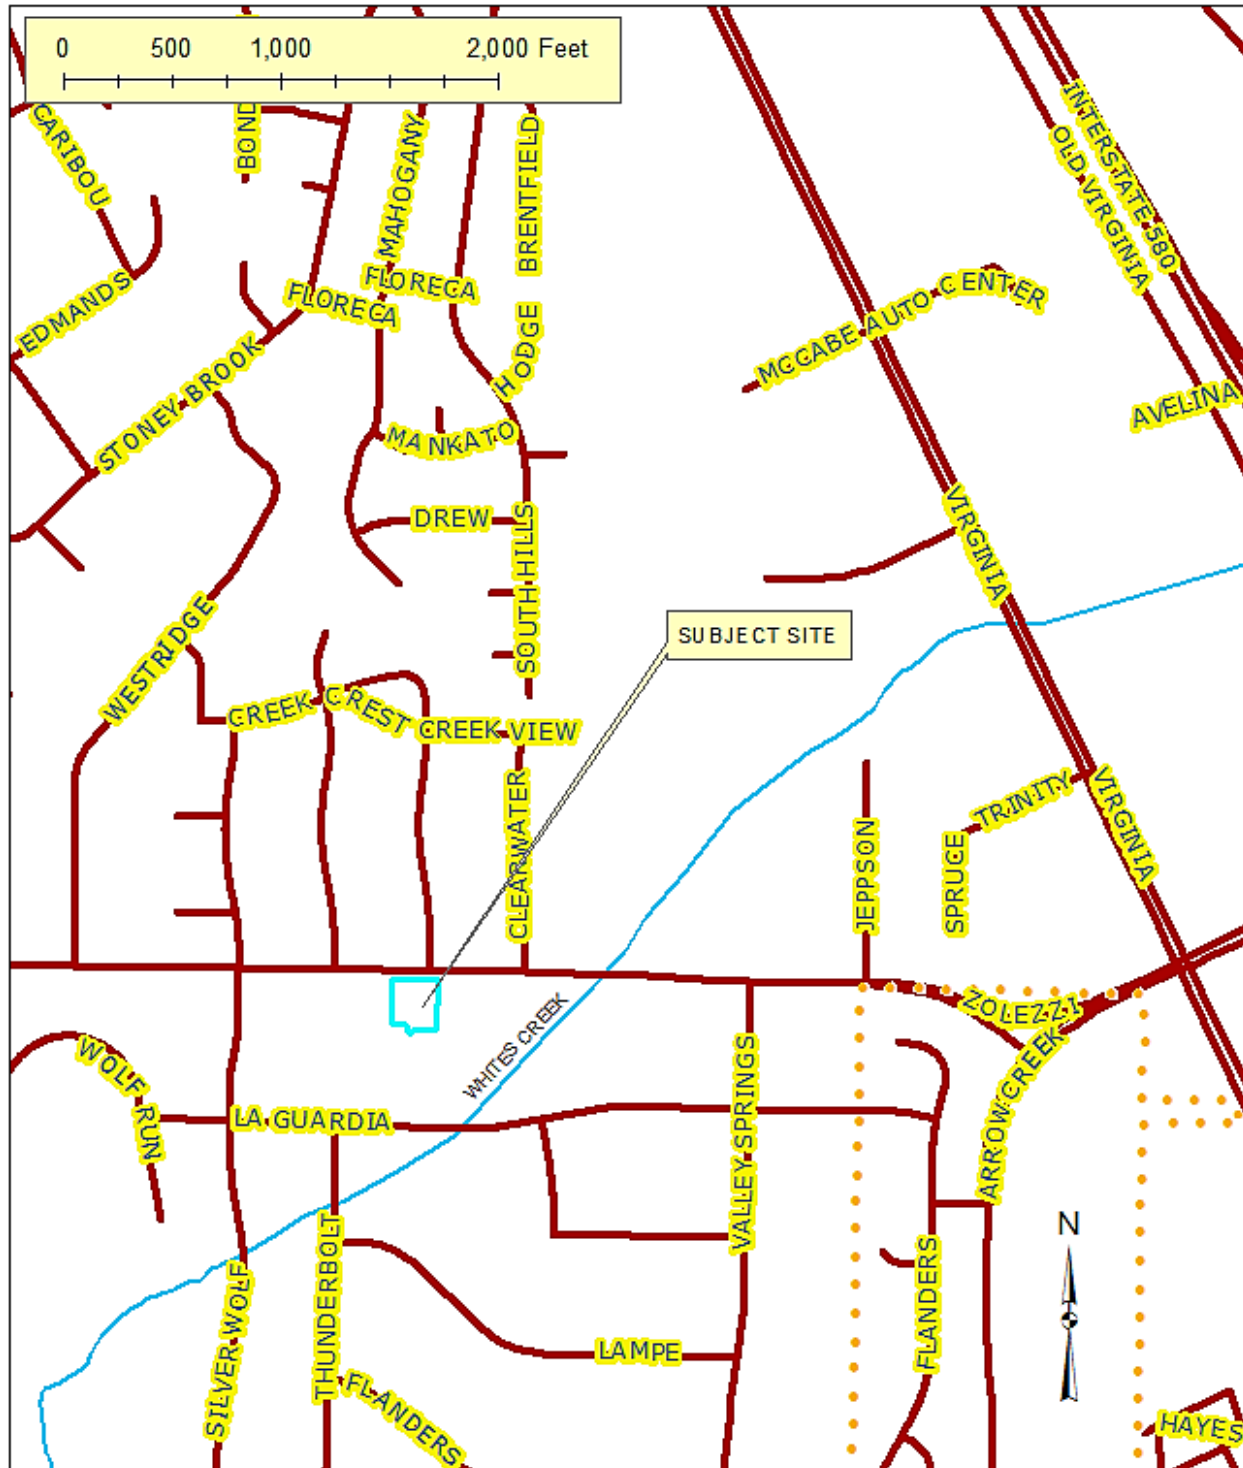 0 500 1,000 2,000 Feet
CARIBOU
BOND
MAHOGANY
BRENTFIELD
INTERSTATE 580
OLD VIRGINIA
EDMANDS
FLORECA
FLORECA
HODGE
MCCABE AUTO CENTER
STONEY BROOK
AVELINA
MANKATO
DREW
VIRGINIA
SOUTH HILLS
WESTRIDGE
SUBJECT SITE
CREEK CREST
CREEK VIEW
CLEARWATER
JEPPSON
SPRUCE
TRINITY
VIRGINIA
WHITES CREEK
ZOLEZZI
WOLF RUN
LA GUARDIA
VALLEY SPRINGS
ARROWCREEK
N
SILVER WOLF
THUNDERBOLT
LAMPE
FLANDERS
FLANDERS
HAYES